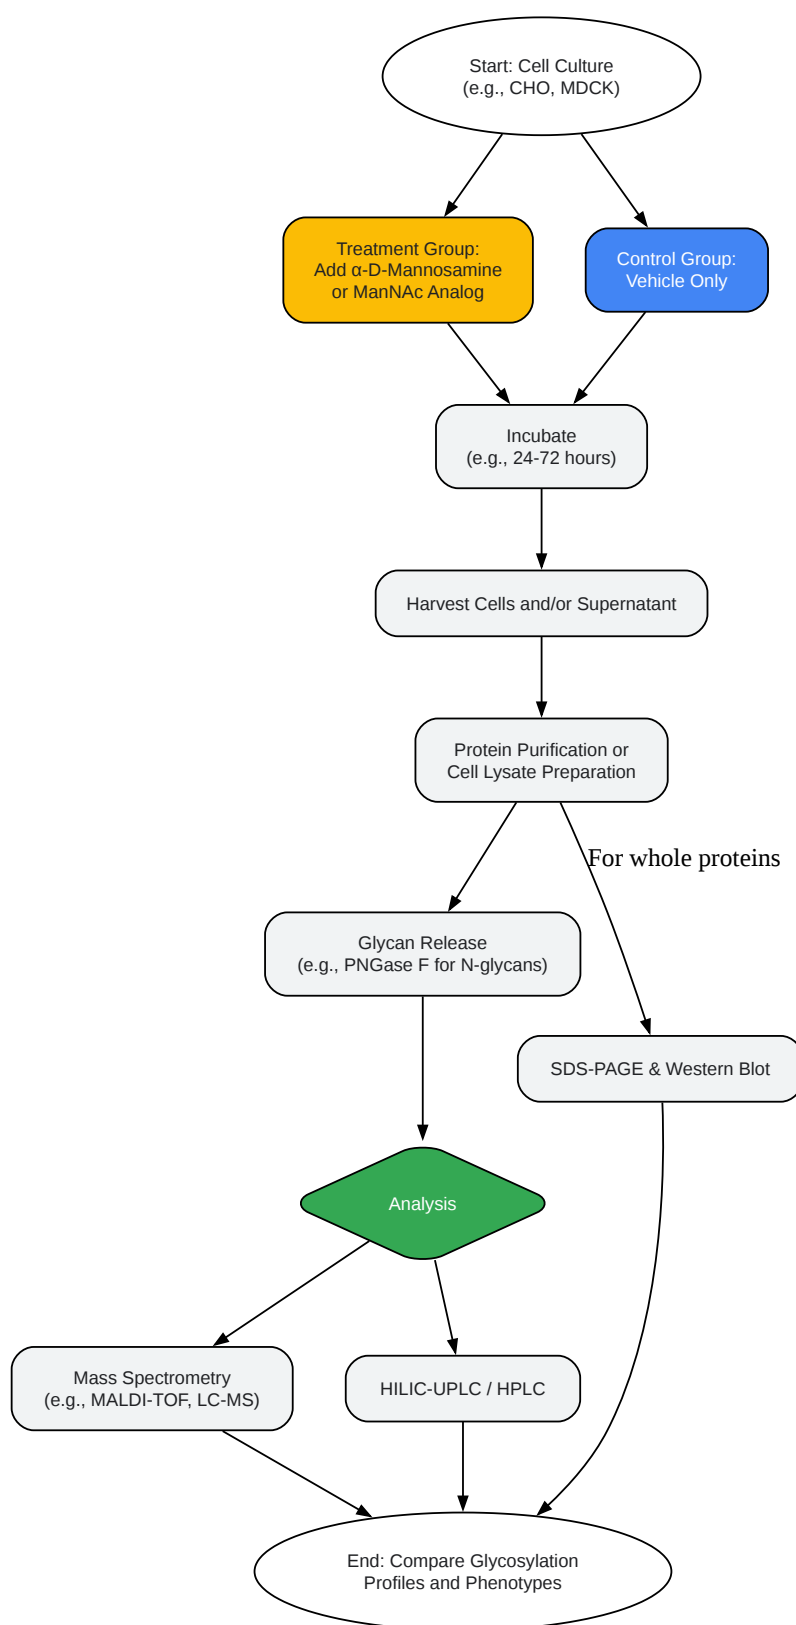 Start: Cell Culture
(e.g., CHO, MDCK)
Treatment Group:
Add α-D-Mannosamine
or ManNAc Analog
Control Group:
Vehicle Only
Incubate
(e.g., 24-72 hours)
Harvest Cells and/or Supernatant
Protein Purification or
Cell Lysate Preparation
For whole proteins
Glycan Release
(e.g., PNGase F for N-glycans)
SDS-PAGE & Western Blot
Analysis
Mass Spectrometry
(e.g., MALDI-TOF, LC-MS)
HILIC-UPLC / HPLC
End: Compare Glycosylation
Profiles and Phenotypes